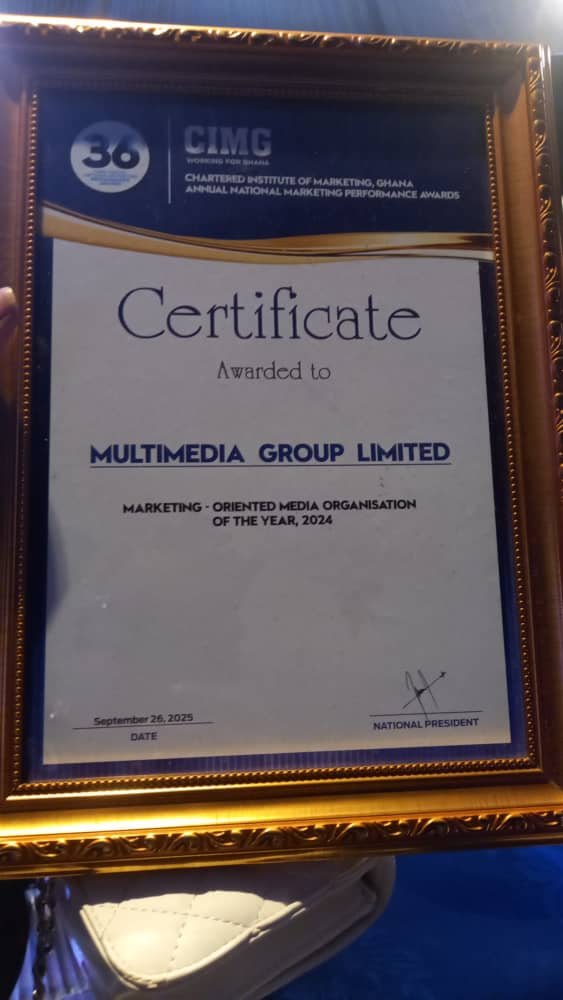 36
CIMG
WORKING FOR GHANA
CHARTERED INSTITUTE OF MARKETING, GHANA
ANNUAL NATIONAL MARKETING PERFORMANCE AWARDS
Certificate
Awarded to
MULTIMEDIA GROUP LIMITED
MARKETING - ORIENTED MEDIA ORGANISATION
OF THE YEAR, 2024
September 26, 2025
DATE
NATIONAL PRESIDENT